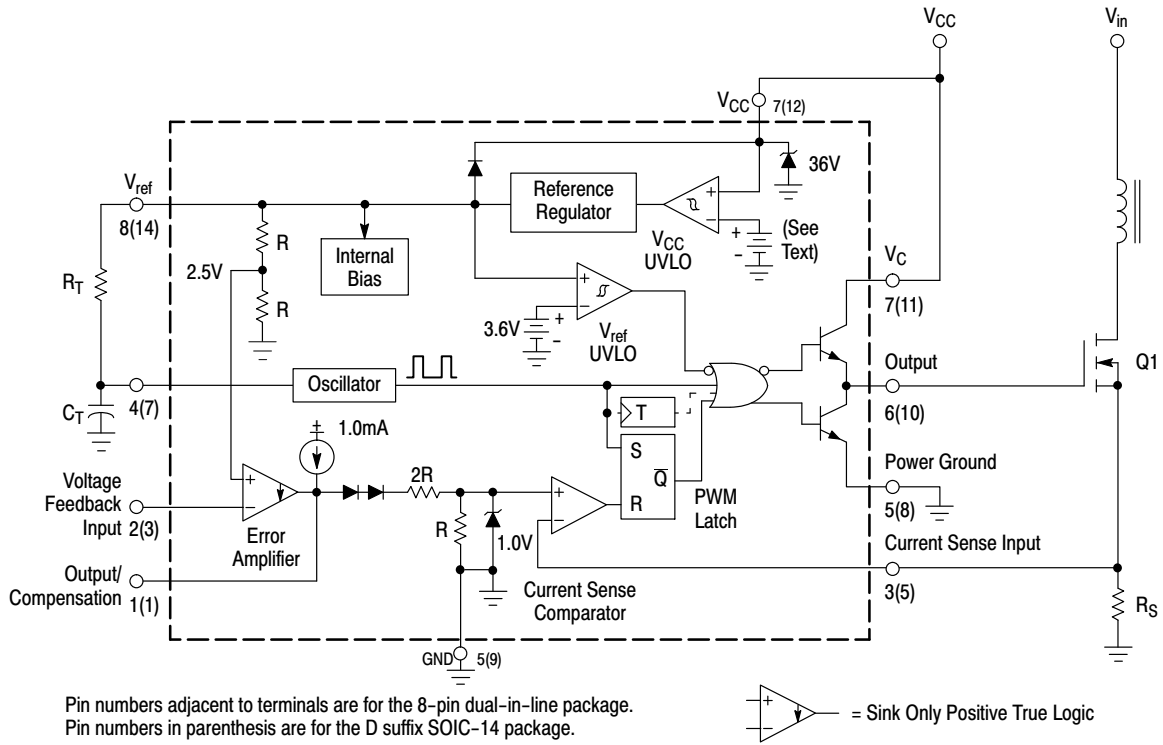 VCC
Vin
VCC 7(12)
36V
Vref
8(14)
Reference
Regulator
+
−
+
−
(See
Text)
VCC
UVLO
R
Internal
Bias
2.5V
RT
R
+
−
VC
7(11)
3.6V
+
−
Vref
UVLO
Q1
Output
6(10)
Oscillator
4(7)
CT
T
1.0mA
S
Q
R
PWM
Latch
2R
Power Ground
5(8)
Voltage
Feedback
Input 2(3)
+
−
Error
Amplifier
R
1.0V
+
−
Current Sense
Comparator
Current Sense Input
3(5)
Output/
Compensation 1(1)
RS
GND 5(9)
Pin numbers adjacent to terminals are for the 8−pin dual−in−line package.
Pin numbers in parenthesis are for the D suffix SOIC−14 package.
+
−
= Sink Only Positive True Logic